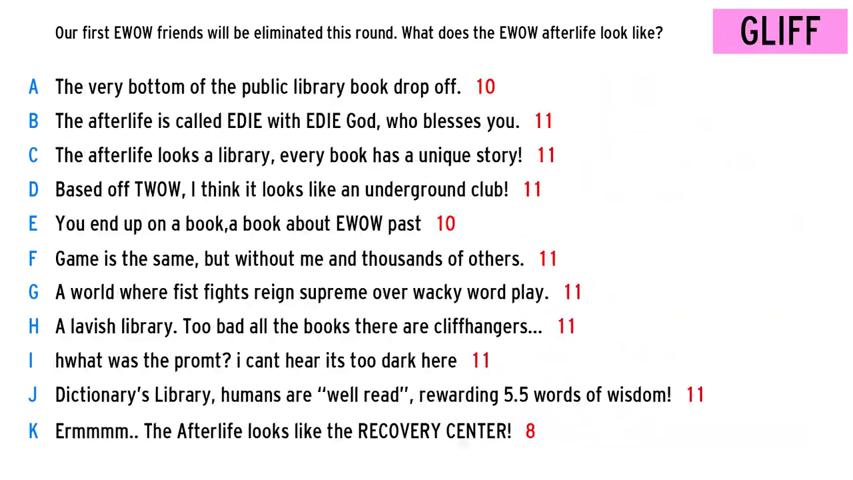 Our first EWOW friends will be eliminated this round. What does the EWOW afterlife look like?
GLIFF
A The very bottom of the public library book drop off. 10
B The afterlife is called EDIE with EDIE God, who blesses you. 11
C The afterlife looks a library, every book has a unique story! 11
D Based off TWOW, I think it looks like an underground club! 11
E You end up on a book,a book about EWOW past 10
F Game is the same, but without me and thousands of others. 11
G A world where fist fights reign supreme over wacky word play. 11
H A lavish library. Too bad all the books there are cliffhangers... 11
I hwhat was the promt? i cant hear its too dark here 11
J Dictionary's Library, humans are “well read”, rewarding 5.5 words of wisdom! 11
K Ermmmm.. The Afterlife looks like the RECOVERY CENTER! 8